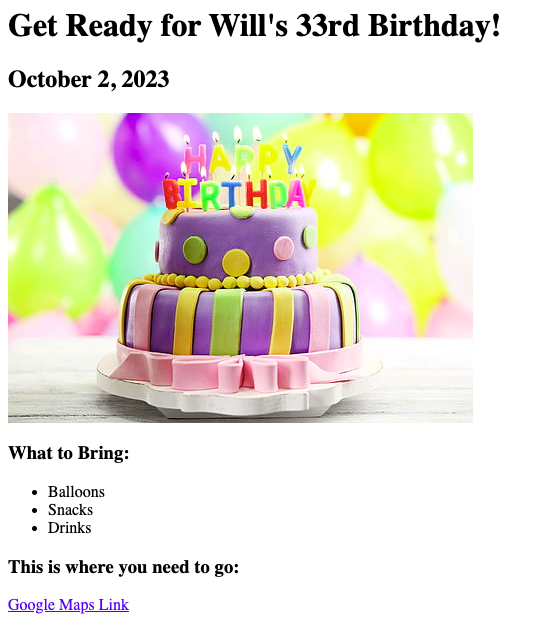 Get Ready for Will's 33rd Birthday!
October 2, 2023
HAPPY
BIRTHDAY
What to Bring:
Balloons
Snacks
Drinks
This is where you need to go:
Google Maps Link